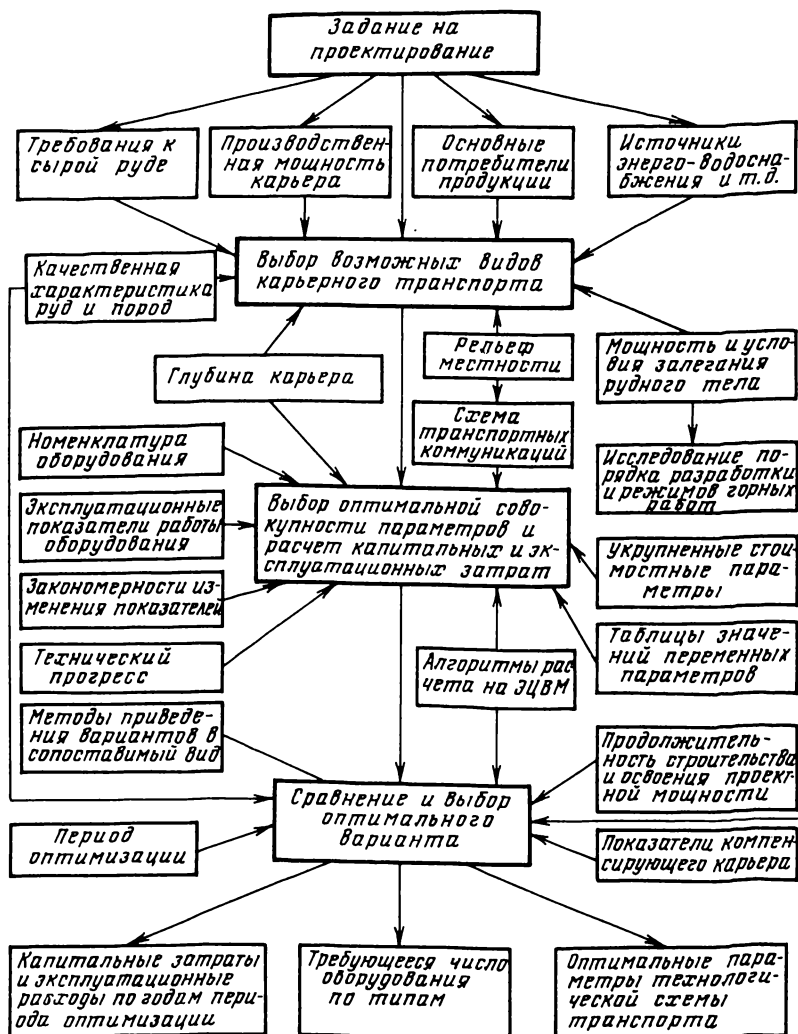 Задание на
проектирование
Требования к
сырой руде
Производствен-
ная мощность
карьера
Основные
потребители
продукции
Источники
энерго-водосна-
бжения и т.д.
Качественная
характеристика
руд и пород
Выбор возможных видов
карьерного транспорта
Глубина карьера
Рельеф
местности
Мощность и усло-
вия залегания
рудного тела
Схема
транспортных
коммуникаций
Номенклатура
оборудования
Исследование по-
рядка разработки
и режимов горных
работ
Эксплуатационные
показатели работы
оборудования
Выбор оптимальной сово-
купности параметров и
расчет капитальных и эк-
сплуатационных затрат
Укрупненные стои-
мостные пара-
метры
Закономерности из-
менения показателей
Технический
прогресс
Алгоритмы рас
чета на ЭЦВМ
Таблицы значе-
ний переменных
параметров
Методы приведе-
ния вариантов в
сопоставимый вид
Продолжитель-
ность строительства
и освоения проект-
ной мощности
Сравнение и выбор
оптимального
варианта
Период
оптимизации
Показатели компен-
сирующего карьера
Капитальные затраты
и эксплуатационные
расходы по годам пери-
ода оптимизации
Требующееся число
оборудования
по типам
Оптимальные пара-
метры технологи-
ческой схемы
транспорта